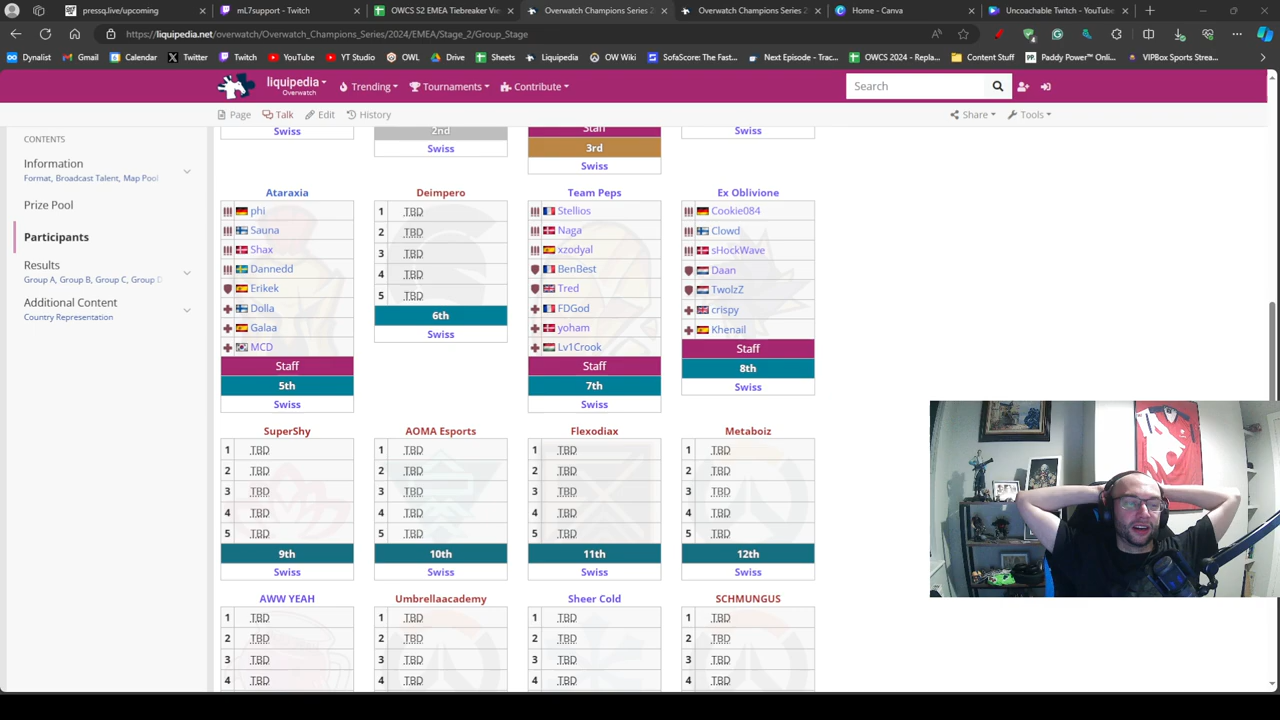 pressq.live/upcoming
mL7support - Twitch
OWCS S2 EMEA Tiebreaker Vi
Overwatch Champions Series 2
Overwatch Champions Series 2
Home - Canva
Uncoachable Twitch - YouTube
https://liquipedia.net/overwatch/Overwatch_Champions_Series/2024/EMEA/Stage_2/Group_Stage
Dynalist
Gmail
Calendar
Twitter
Twitch
YouTube
YT Studio
OWL
Drive
Sheets
Liquipedia
OW Wiki
SofaScore: The Fast...
Next Episode - Trac...
OWCS 2024 - Repla...
Content Stuff
Paddy Power™ Onli...
VIPBox Sports Strea...
liquipedia
Overwatch
Trending
Tournaments
Contribute
Search
Page
Talk
Edit
History
Share
Tools
CONTENTS
Information
Format, Broadcast Talent, Map Pool
Prize Pool
Participants
Results
Group A, Group B, Group C, Group D
Additional Content
Country Representation
Swiss
2nd
Swiss
Staff
3rd
Swiss
Swiss
Ataraxia
phi
Sauna
Shax
Dannedd
Erikek
Dolla
Galaa
MCD
Staff
5th
Swiss
Deimpero
1 TBD
2 TBD
3 TBD
4 TBD
5 TBD
6th
Swiss
Team Peps
Stellios
Naga
xzodyal
BenBest
Tred
FDGod
yoham
Lv1Crook
Staff
7th
Swiss
Ex Oblivione
Cookie084
Clowd
sHockWave
Daan
TwolzZ
crispy
Khenail
Staff
8th
Swiss
SuperShy
1 TBD
2 TBD
3 TBD
4 TBD
5 TBD
9th
Swiss
AOMA Esports
1 TBD
2 TBD
3 TBD
4 TBD
5 TBD
10th
Swiss
Flexodiax
1 TBD
2 TBD
3 TBD
4 TBD
5 TBD
11th
Swiss
Metaboiz
1 TBD
2 TBD
3 TBD
4 TBD
5 TBD
12th
Swiss
AWW YEAH
1 TBD
2 TBD
3 TBD
4 TBD
Umbrellaacademy
1 TBD
2 TBD
3 TBD
4 TBD
Sheer Cold
1 TBD
2 TBD
3 TBD
4 TBD
SCHMUNGUS
1 TBD
2 TBD
3 TBD
4 TBD